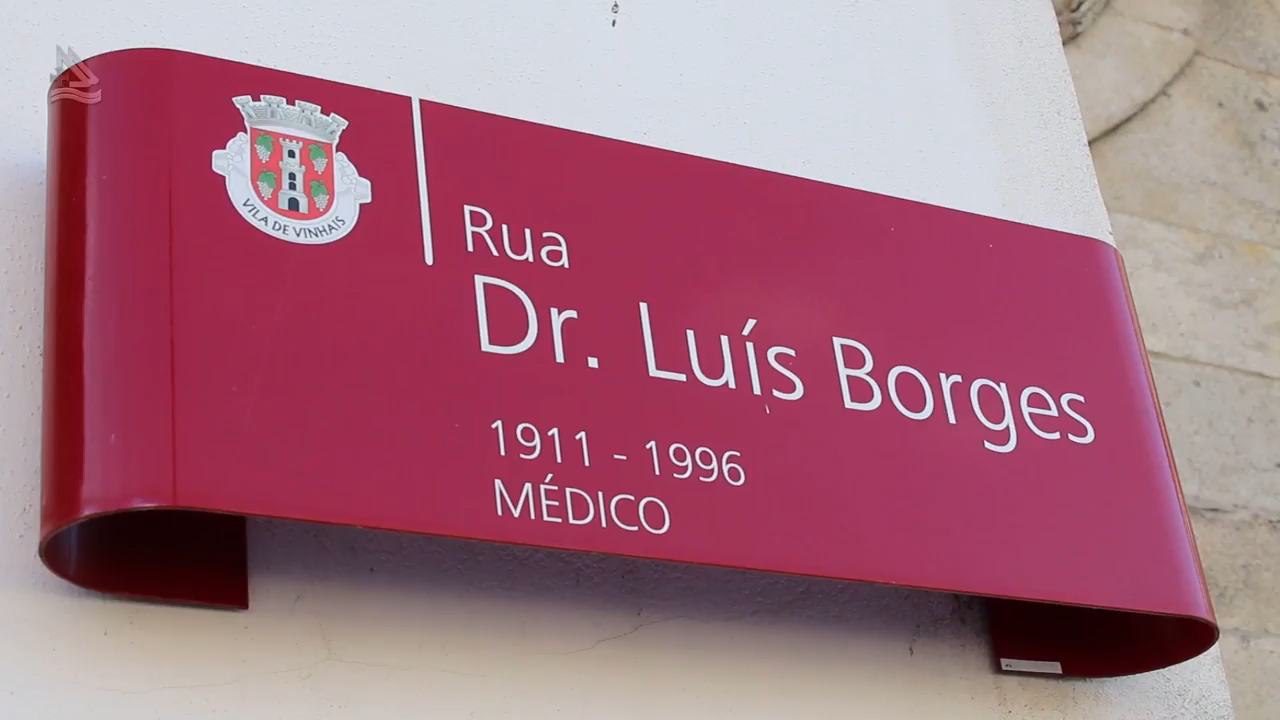 VILA DE VINHAIS
Rua
Dr. Luís Borges
1911 - 1996
MÉDICO